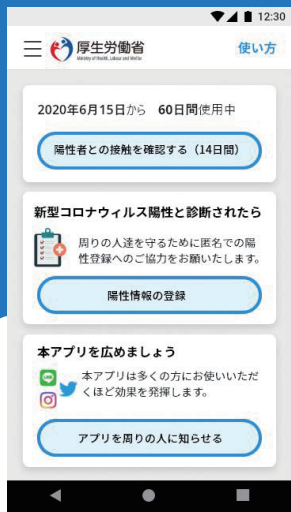 12:30
厚生労働省
Ministry of Health, Labour and Welfare
使い方
2020年6月15日から 60日間使用中
陽性者との接触を確認する（14日間）
新型コロナウィルス陽性と診断されたら
周りの人達を守るために匿名での陽
性登録へのご協力をお願いいたします。
陽性情報の登録
本アプリを広めましょう
本アプリは多くの方にお使いいただ
くほど効果を発揮します。
アプリを周りの人に知らせる